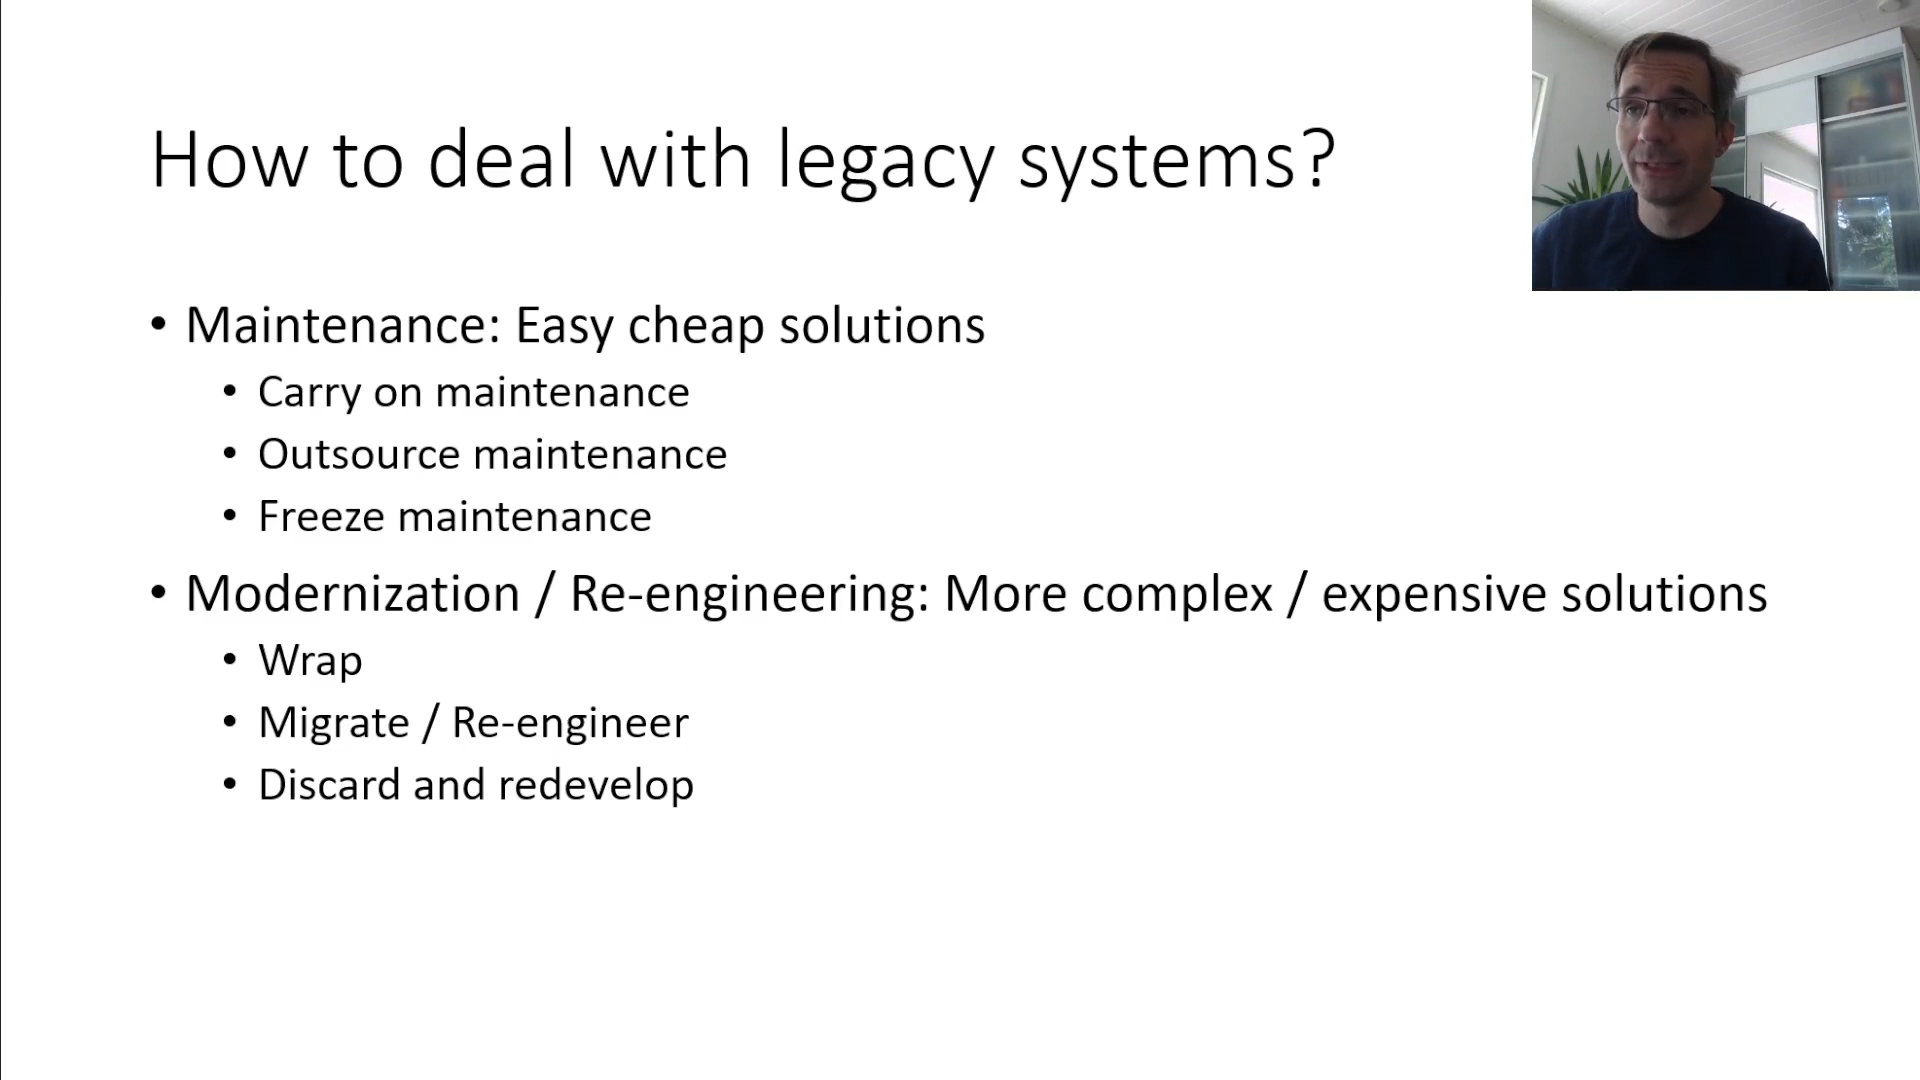 How to deal with legacy systems?
• Maintenance: Easy cheap solutions
• Carry on maintenance
• Outsource maintenance
• Freeze maintenance
• Modernization / Re-engineering: More complex / expensive solutions
• Wrap
• Migrate / Re-engineer
• Discard and redevelop